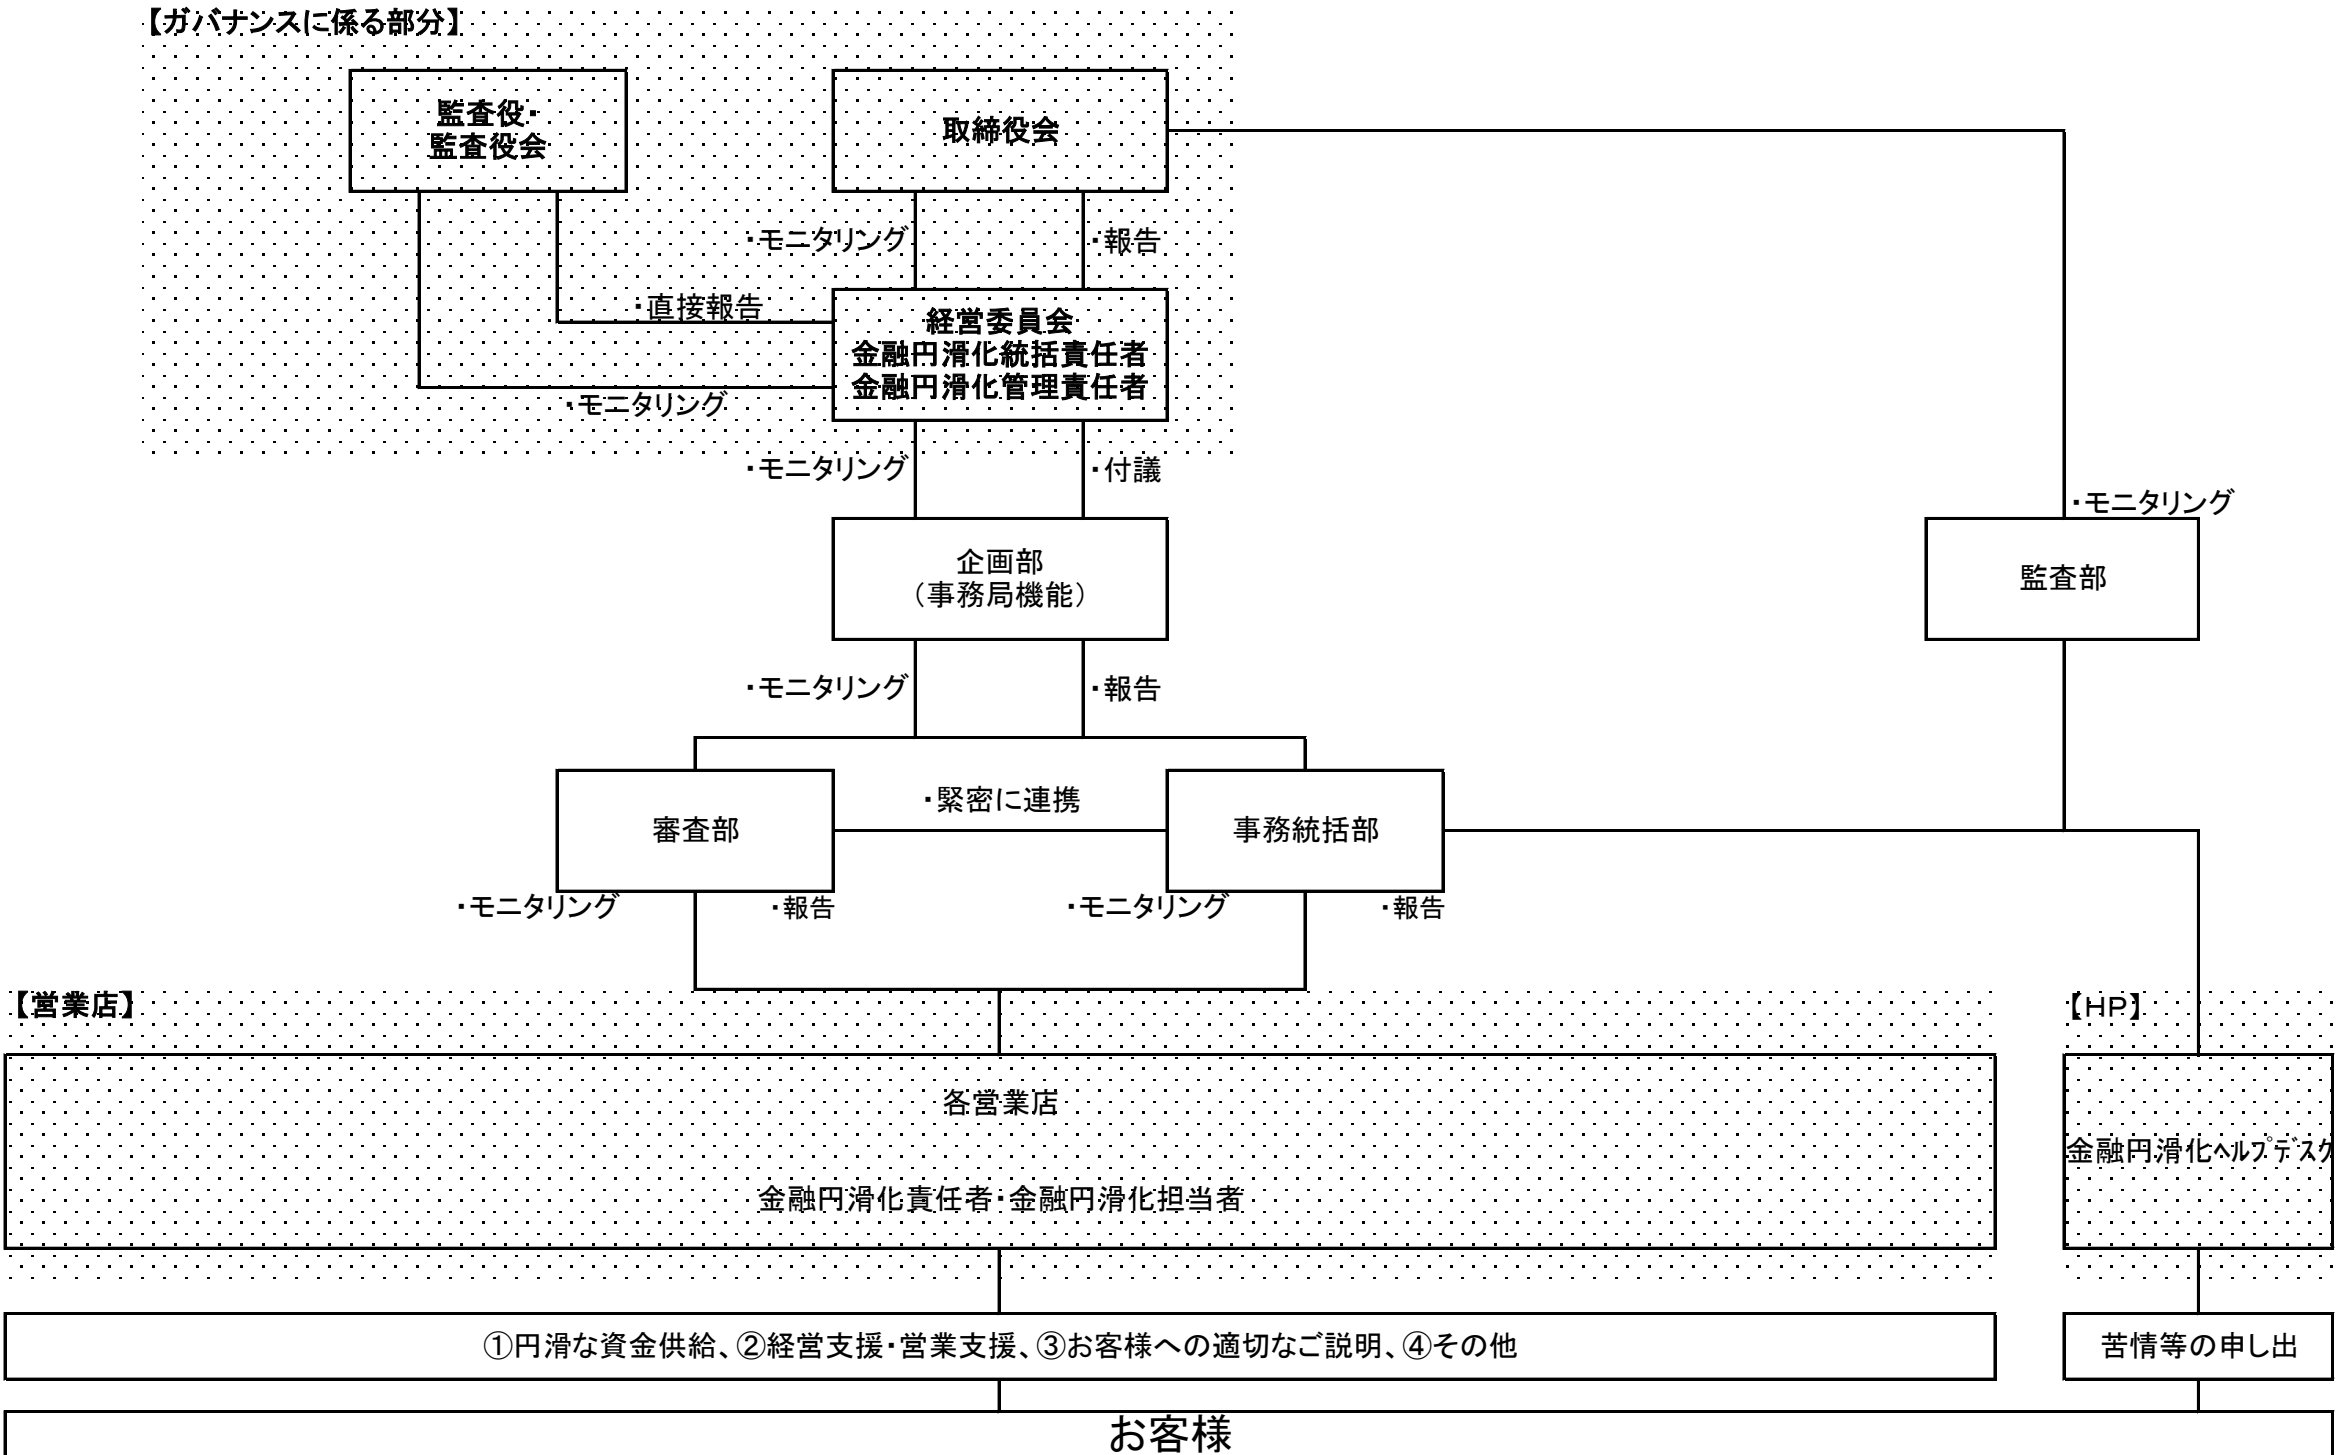 【ガバナンスに係る部分】
監査役・
監査役会
取締役会
・モニタリング
・報告
・直接報告
経営委員会
金融円滑化統括責任者
金融円滑化管理責任者
・モニタリング
・モニタリング
・付議
・モニタリング
企画部
（事務局機能）
監査部
・モニタリング
・報告
・緊密に連携
審査部
事務統括部
・モニタリング
・報告
・モニタリング
・報告
【営業店】
【HP】
各営業店
金融円滑化ﾍﾙﾌﾟﾃﾞｽｸ
金融円滑化責任者・金融円滑化担当者
①円滑な資金供給、②経営支援・営業支援、③お客様への適切なご説明、④その他
苦情等の申し出
お客様